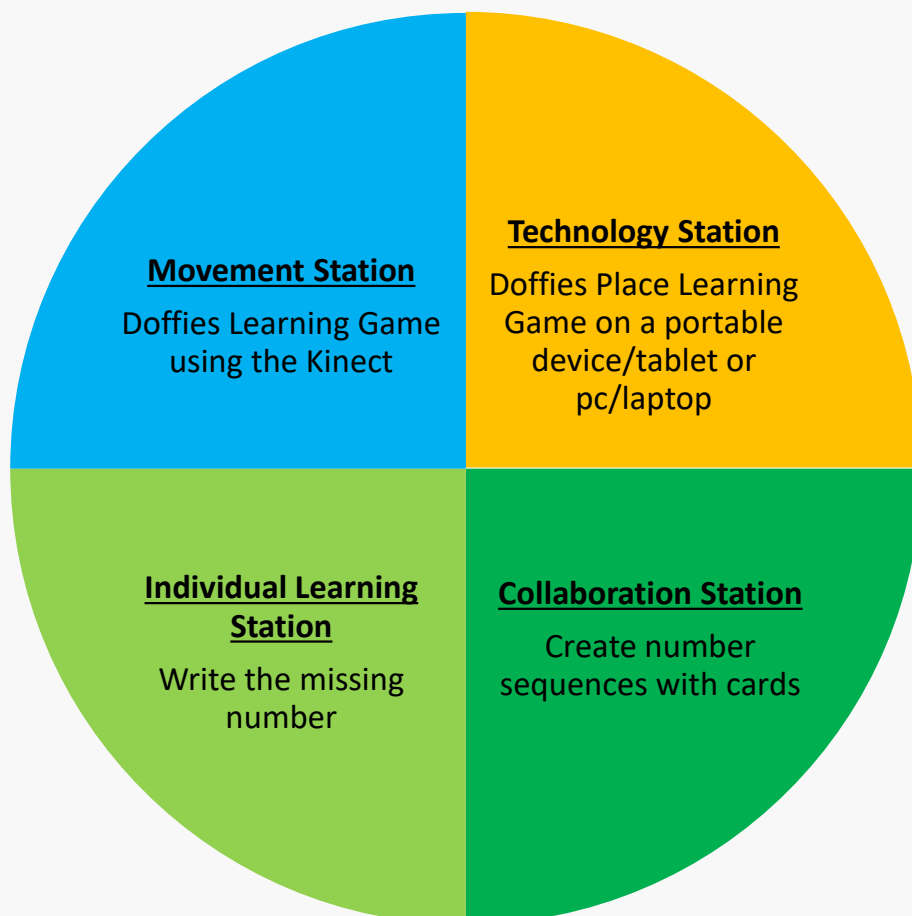 Movement Station
Doffies Learning Game
using the Kinect
Technology Station
Doffies Place Learning
Game on a portable
device/tablet or
pc/laptop
Individual Learning
Station
Write the missing
number
Collaboration Station
Create number
sequences with cards